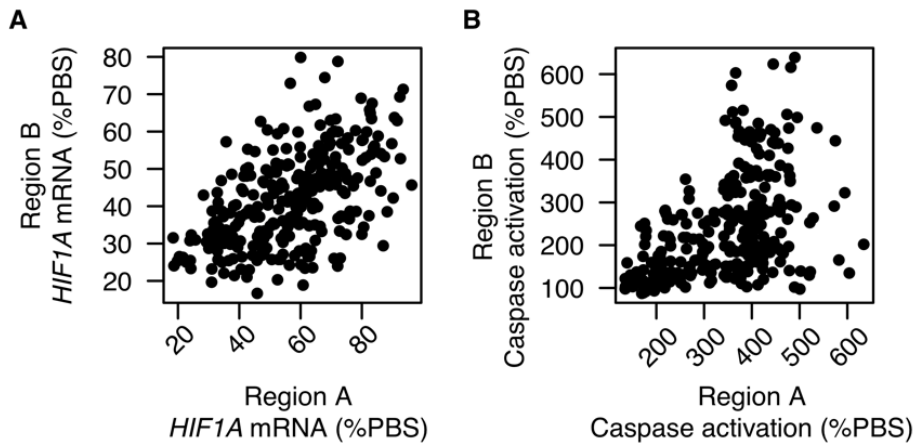 A
Region B
HIF1A mRNA (%PBS)
80
70
60
50
40
30
20
20
40
60
80
Region A
HIF1A mRNA (%PBS)
B
Region B
Caspase activation (%PBS)
600
500
400
300
200
100
200
300
400
500
600
Region A
Caspase activation (%PBS)